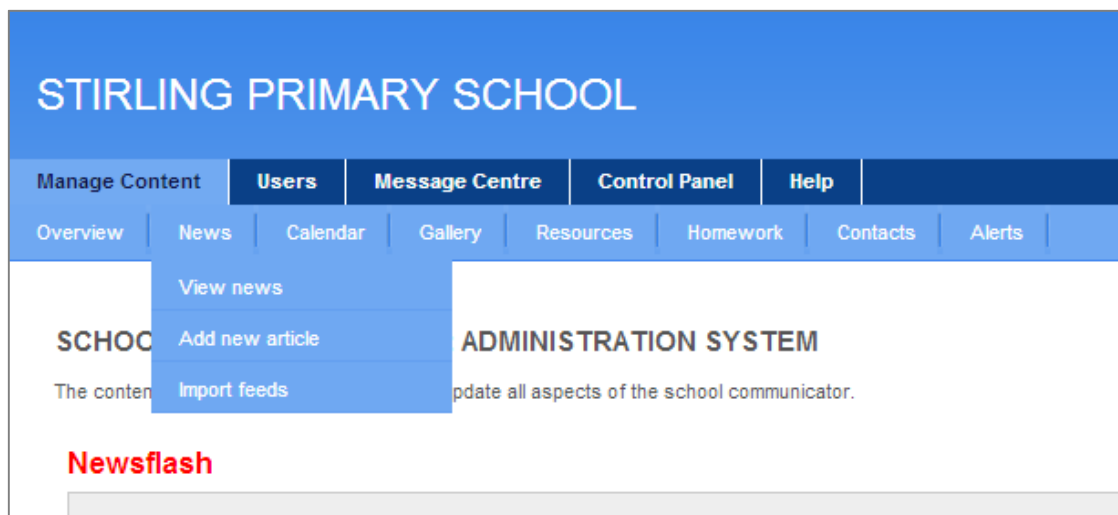 STIRLING PRIMARY SCHOOL
Manage Content Users Message Centre Control Panel Help
Overview News Calendar Gallery Resources Homework Contacts Alerts
View news
SCHOO ADMINISTRATION SYSTEM
Add new article
The conten pdate all aspects of the school communicator.
Import feeds
Newsflash